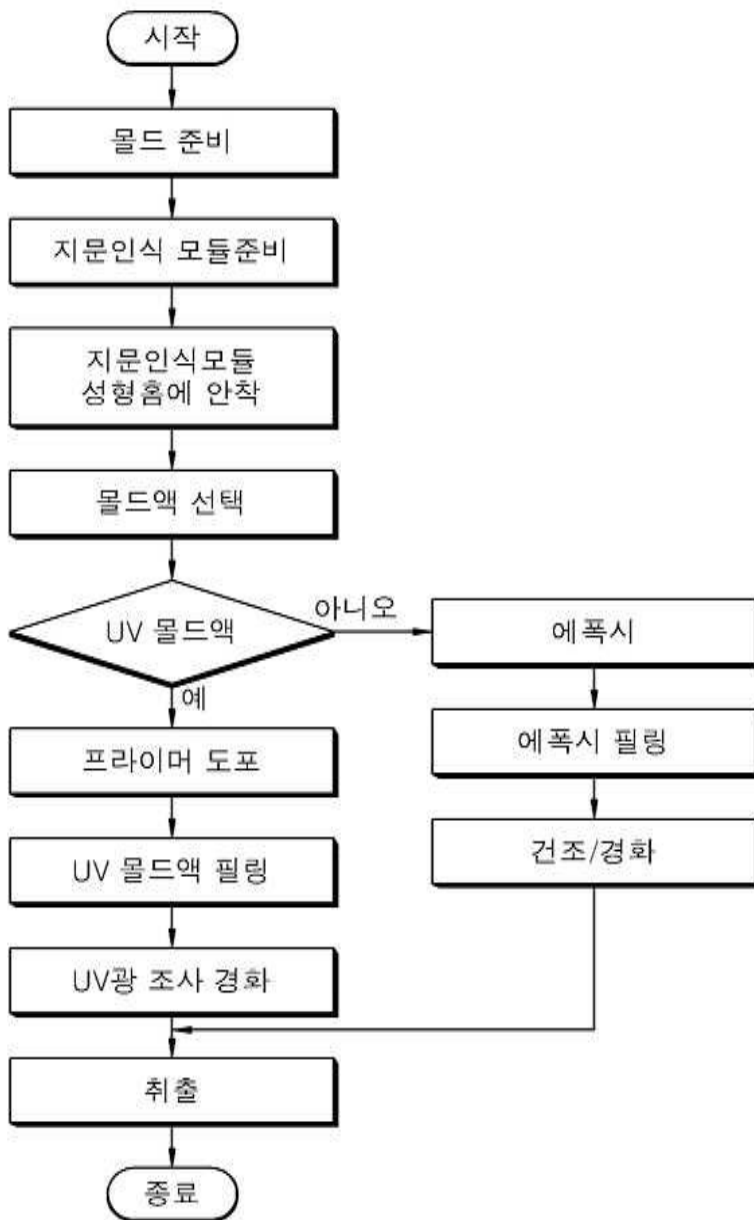 시작
몰드 준비
지문인식 모듈준비
지문인식모듈
성형홈에 안착
몰드액 선택
UV 몰드액
아니오
예
에폭시
에폭시 필링
건조/경화
프라이머 도포
UV 몰드액 필링
UV광 조사 경화
취출
종료